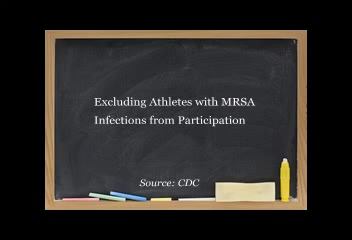 Excluding Athletes with MRSA
Infections from Participation
Source: CDC